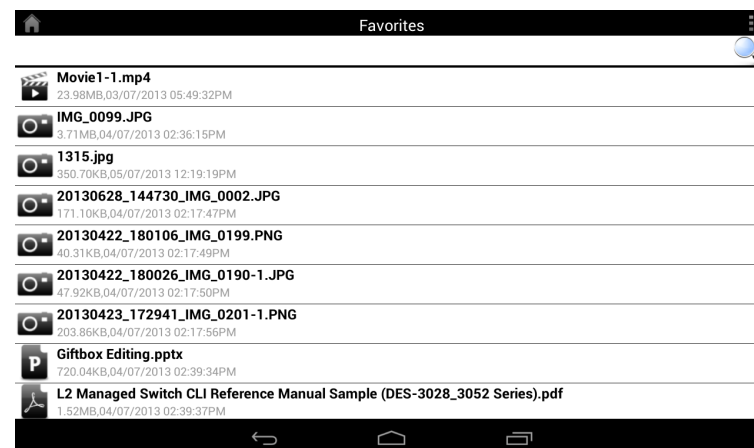 Favorites
Movie1-1.mp4
23.98MB,03/07/2013 05:49:32PM
IMG_0099.JPG
3.71MB,04/07/2013 02:36:15PM
1315.jpg
350.70KB,05/07/2013 12:19:19PM
20130628_144730_IMG_0002.JPG
171.10KB,04/07/2013 02:17:47PM
20130422_180106_IMG_0199.PNG
40.31KB,04/07/2013 02:17:49PM
20130422_180026_IMG_0190-1.JPG
47.92KB,04/07/2013 02:17:50PM
20130423_172941_IMG_0201-1.PNG
203.86KB,04/07/2013 02:17:56PM
P
Giftbox Editing.pptx
720.04KB,04/07/2013 02:39:34PM
L2 Managed Switch CLI Reference Manual Sample (DES-3028_3052 Series).pdf
1.52MB,04/07/2013 02:39:37PM